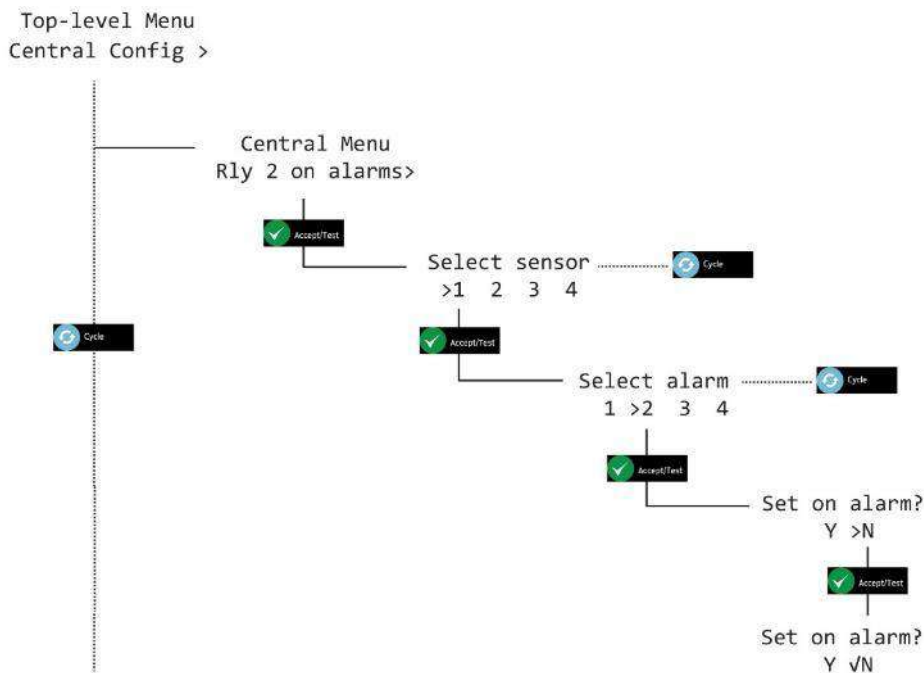 Top-level Menu
Central Config >
Central Menu
Rly 2 on alarms>
Accept/Test
Select sensor
Cycle
>1 2 3 4
Cycle
Accept/Test
Select alarm
Cycle
1 >2 3 4
Accept/Test
Set on alarm?
Y >N
Accept/Test
Set on alarm?
Y √N